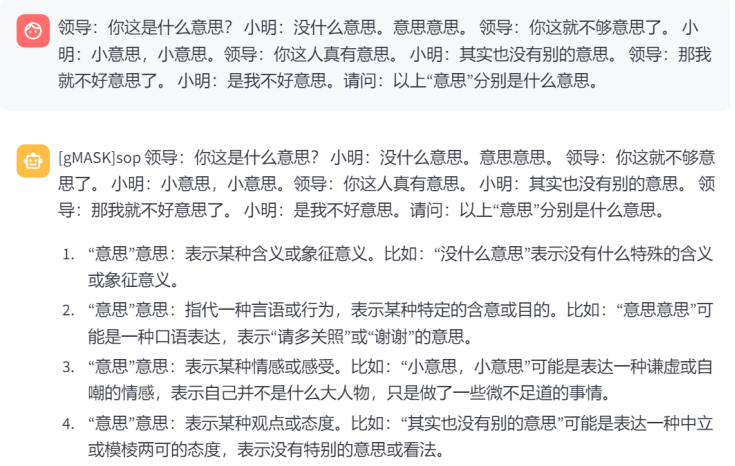 领导：你这是什么意思？ 小明：没什么意思。意思意思。 领导：你这就不够意思了。 小
明：小意思，小意思。领导：你这人真有意思。 小明：其实也没有别的意思。 领导：那我
就不好意思了。 小明：是我不好意思。请问：以上“意思”分别是什么意思。
[gMASK]sop 领导：你这是什么意思？ 小明：没什么意思。意思意思。 领导：你这就不够意
思了。 小明：小意思，小意思。领导：你这人真有意思。 小明：其实也没有别的意思。 领
导：那我就不好意思了。 小明：是我不好意思。请问：以上“意思”分别是什么意思。
1. “意思”意思：表示某种含义或象征意义。比如：“没什么意思”表示没有什么特殊的含义
或象征意义。
2. “意思”意思：指代一种言语或行为，表示某种特定的含意或目的。比如：“意思意思”可
能是一种口语表达，表示“请多关照”或“谢谢”的意思。
3. “意思”意思：表示某种情感或感受。比如：“小意思，小意思”可能是表达一种谦虚或自
嘲的情感，表示自己并不是什么大人物，只是做了一些微不足道的事情。
4. “意思”意思：表示某种观点或态度。比如：“其实也没有别的意思”可能是表达一种中立
或模棱两可的态度，表示没有特别的意思或看法。